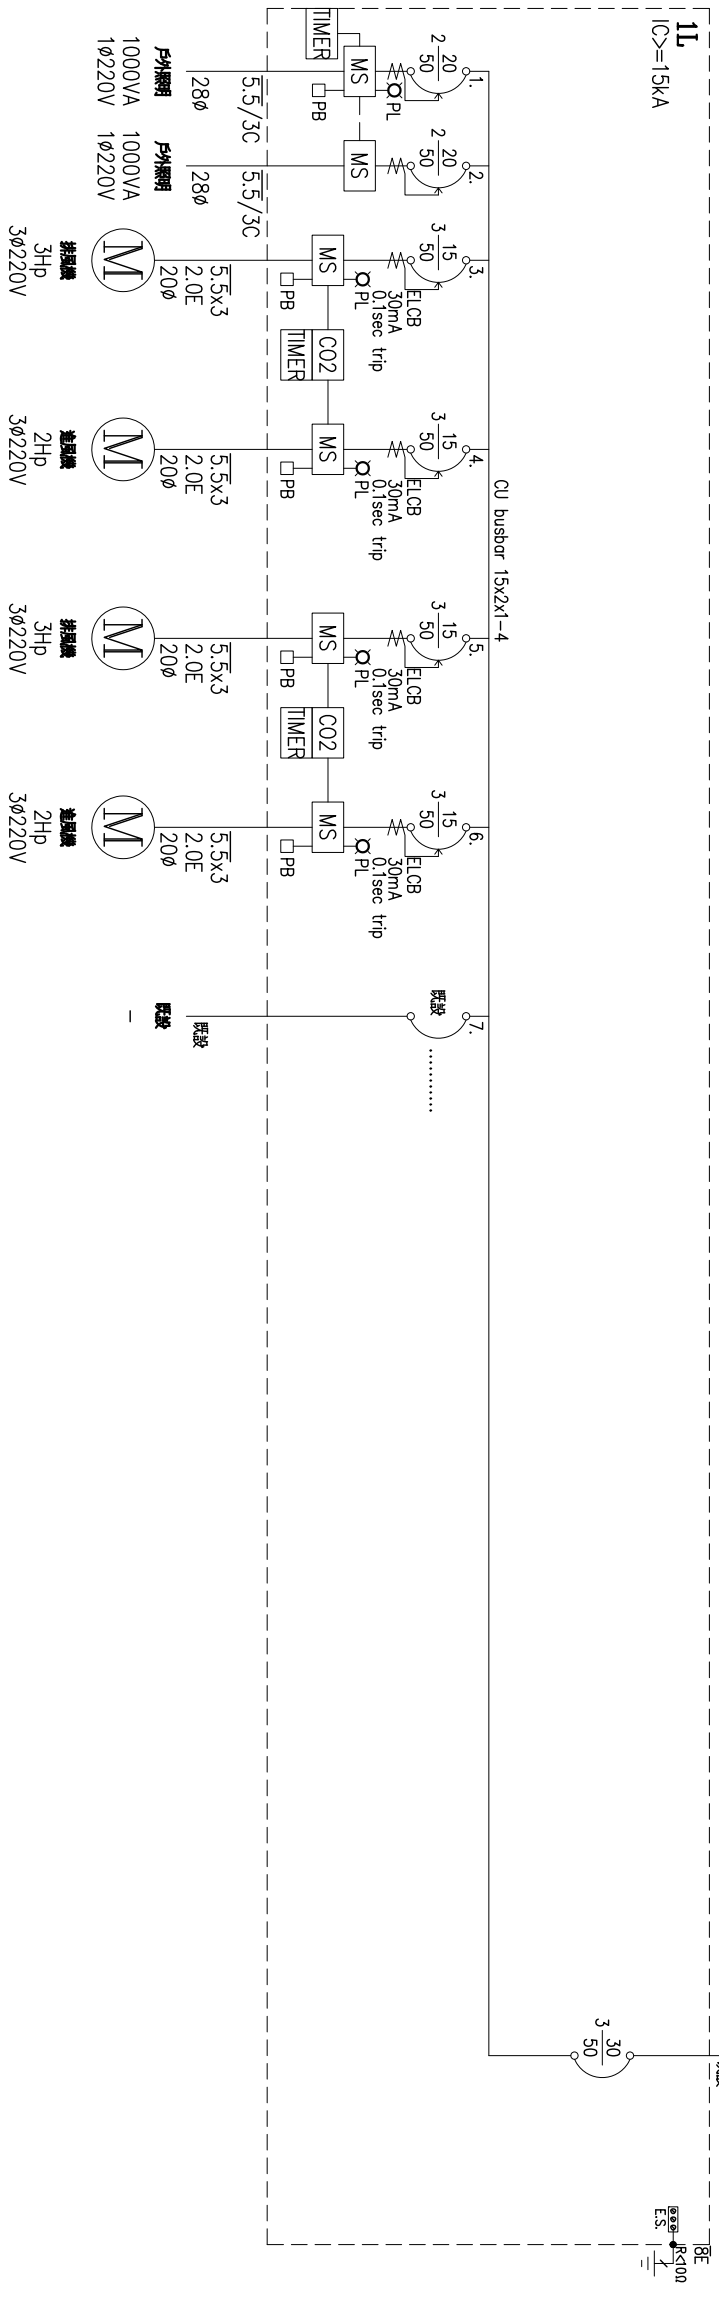 1L
IC>=15kA
TIMER
MS
PL
PB
2
20
50
1.
5.5/3C
28ø
戶外照明
1000VA
1ø220V
2
20
50
2.
MS
5.5/3C
28ø
戶外照明
1000VA
1ø220V
3
15
50
3.
ELCB
30mA
0.1sec trip
PL
MS
PB
5.5x3
2.0E
20ø
M
排風機
3Hp
3ø220V
CO2
TIMER
3
15
50
4.
ELCB
30mA
0.1sec trip
PL
MS
PB
5.5x3
2.0E
20ø
M
進風機
2Hp
3ø220V
CU busbar 15x2x1-4
3
15
50
5.
ELCB
30mA
0.1sec trip
PL
MS
PB
5.5x3
2.0E
20ø
M
排風機
3Hp
3ø220V
CO2
TIMER
3
15
50
6.
ELCB
30mA
0.1sec trip
PL
MS
PB
5.5x3
2.0E
20ø
M
進風機
2Hp
3ø220V
7.
既設
...........
既設
既設
–
3
30
50
E.S.
8E
R<10Ω